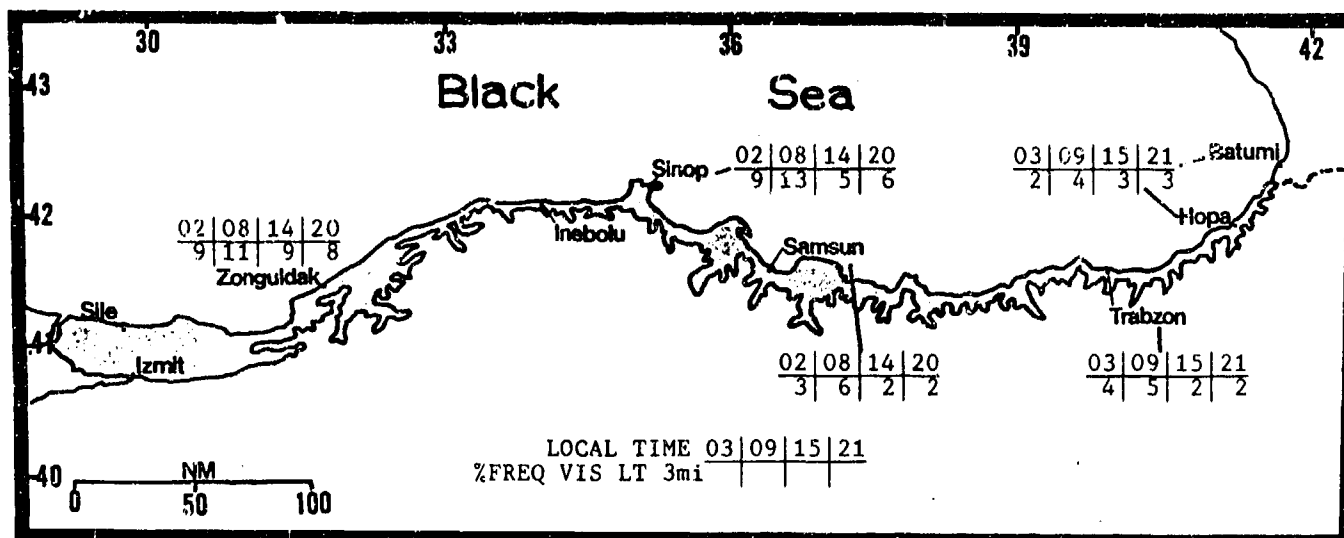 30 33 36 39 42
43
Black Sea
Sinop
02 08 14 20
9 13 5 6
03 09 15 21
2 4 3 3
Batumi
42
Hopa
02 08 14 20
9 11 9 8
Zonguldak
Inebolu
Samsun
Sile
Trabzon
41
Izmit
02 08 14 20
3 6 2 2
03 09 15 21
4 5 2 2
LOCAL TIME 03 09 15 21
%FREQ VIS LT 3mi
40
NM
0 50 100